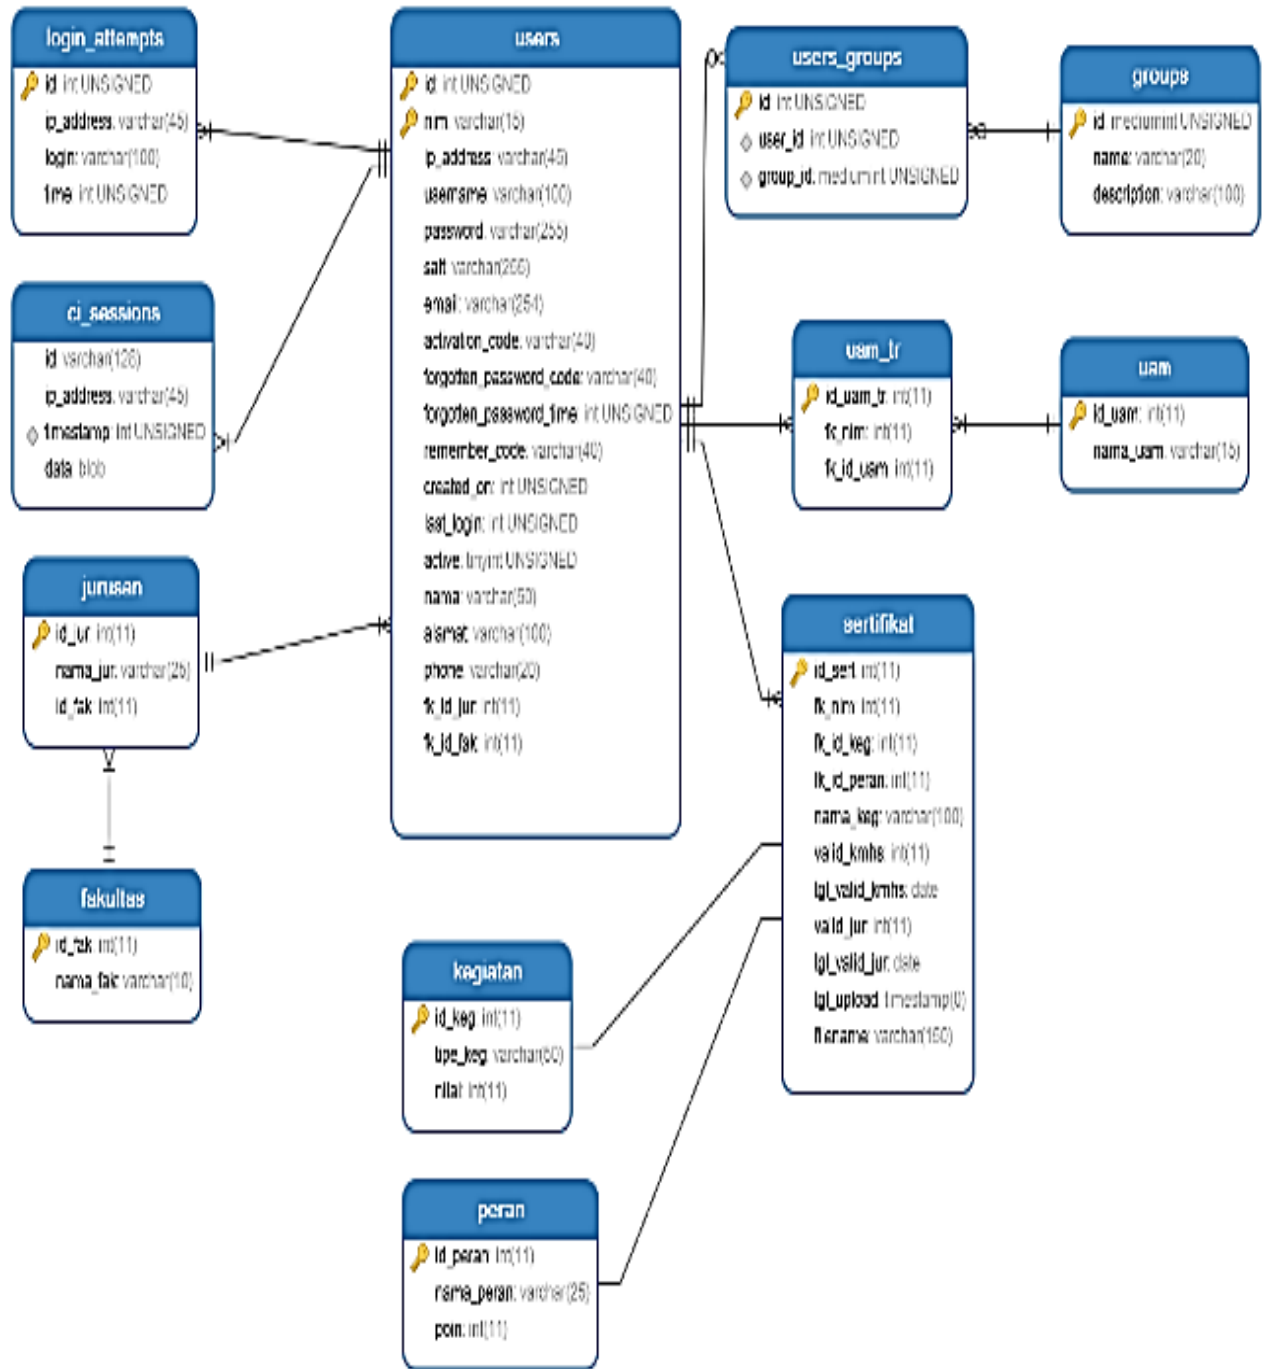 login_attempts
id: int UNSIGNED
ip_address: varchar(45)
login: varchar(100)
time: int UNSIGNED
ci_sessions
id: varchar(128)
ip_address: varchar(45)
timestamp: int UNSIGNED
data: blob
jurusan
id_jur: int(11)
nama_jur: varchar(25)
id_fak: int(11)
fakultas
id_fak: int(11)
nama_fak: varchar(10)
users
id: int UNSIGNED
nim: varchar(15)
ip_address: varchar(45)
username: varchar(100)
password: varchar(255)
salt: varchar(255)
email: varchar(254)
activation_code: varchar(40)
forgotten_password_code: varchar(40)
forgotten_password_time: int UNSIGNED
remember_code: varchar(40)
created_on: int UNSIGNED
last_login: int UNSIGNED
active: tinyint UNSIGNED
nama: varchar(50)
alamat: varchar(100)
phone: varchar(20)
fk_id_jur: int(11)
fk_id_fak: int(11)
kegiatan
id_keg: int(11)
tipe_keg: varchar(50)
nilai: int(11)
peran
id_peran: int(11)
nama_peran: varchar(25)
poin: int(11)
users_groups
id: int UNSIGNED
user_id: int UNSIGNED
group_id: mediumint UNSIGNED
groups
id: mediumint UNSIGNED
name: varchar(20)
description: varchar(100)
uam_tr
id_uam_tr: int(11)
fk_nim: int(11)
fk_id_uam: int(11)
uam
id_uam: int(11)
nama_uam: varchar(15)
sertifikat
id_sert: int(11)
fk_nim: int(11)
fk_id_keg: int(11)
fk_id_peran: int(11)
nama_keg: varchar(100)
valid_kmhs: int(11)
tgl_valid_kmhs: date
valid_jur: int(11)
tgl_valid_jur: date
tgl_upload: timestamp(0)
filename: varchar(150)